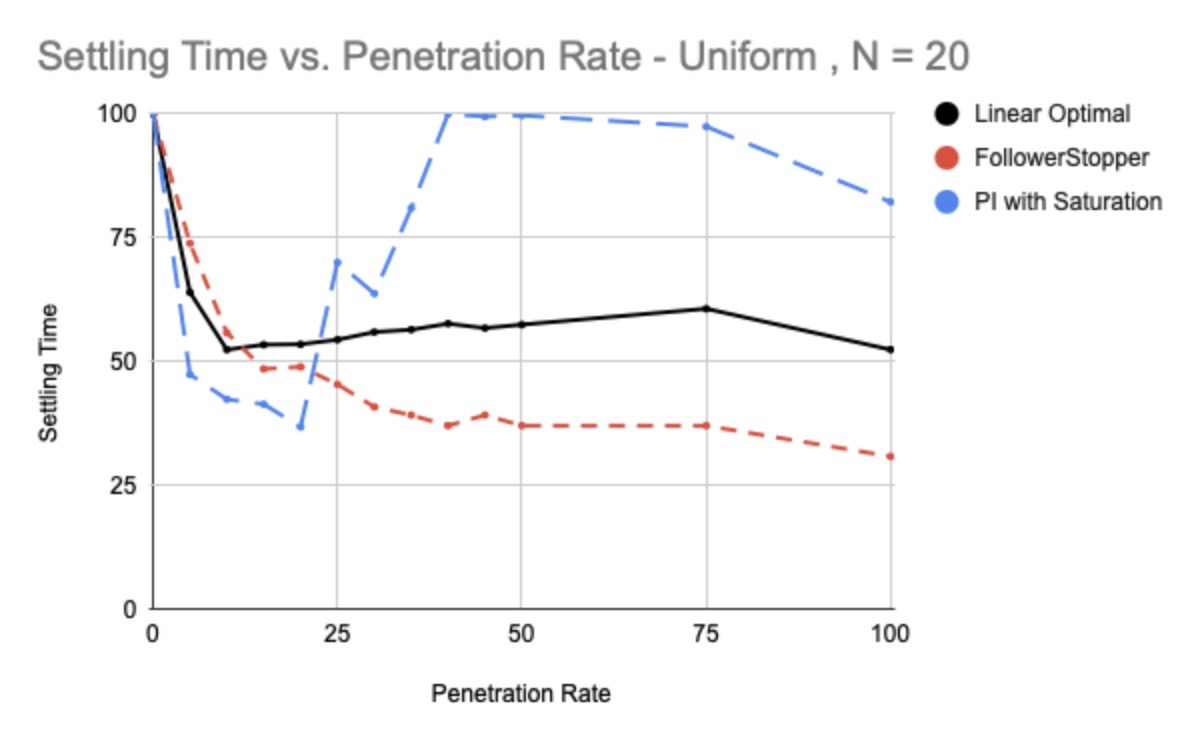 Settling Time vs. Penetration Rate - Uniform , N = 20
100
75
50
25
0
Settling Time
0 25 50 75 100
Penetration Rate
Linear Optimal
FollowerStopper
PI with Saturation